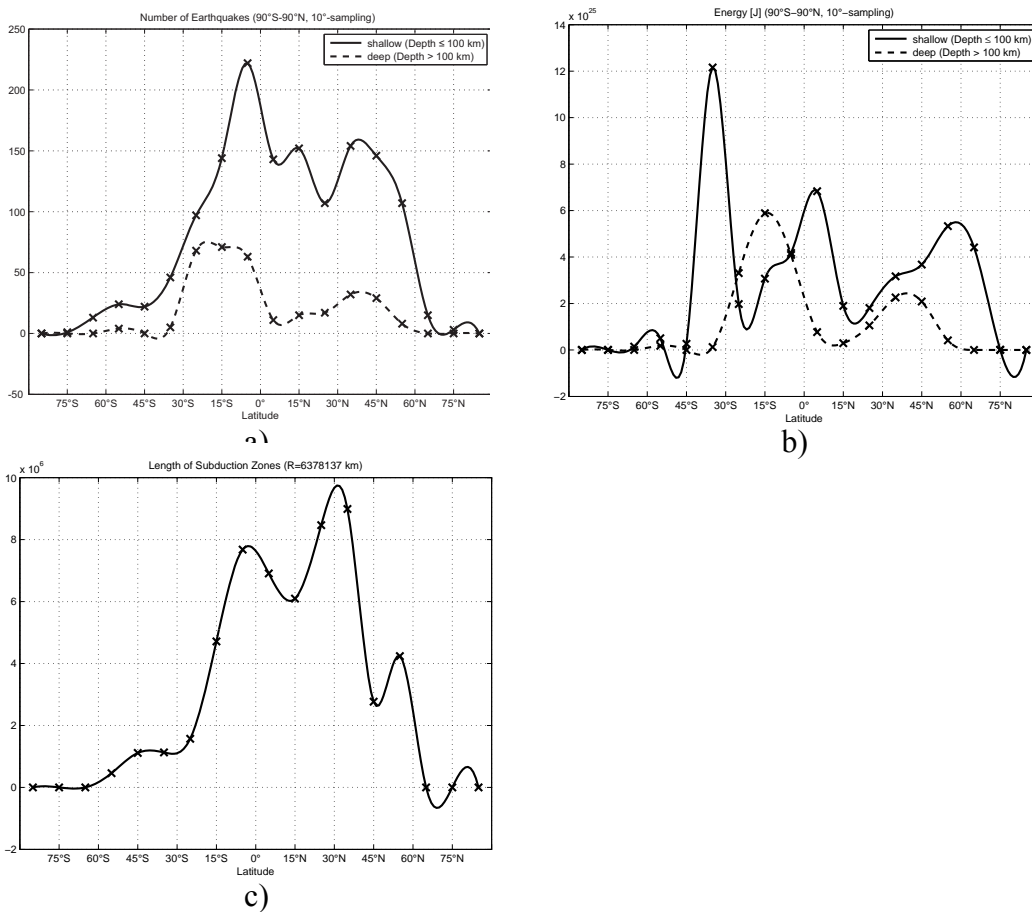 Number of Earthquakes (90°S-90°N, 10°-sampling)
shallow (Depth ≤ 100 km)
deep (Depth > 100 km)
250
200
150
100
50
0
-50
75°S 60°S 45°S 30°S 15°S 0° 15°N 30°N 45°N 60°N 75°N
Latitude
a)
Energy [J] (90°S−90°N, 10°−sampling)
x 10^25
shallow (Depth ≤ 100 km)
deep (Depth > 100 km)
14
12
10
8
6
4
2
0
−2
75°S 60°S 45°S 30°S 15°S 0° 15°N 30°N 45°N 60°N 75°N
Latitude
b)
Length of Subduction Zones (R=6378137 km)
x 10^6
10
8
6
4
2
0
−2
75°S 60°S 45°S 30°S 15°S 0° 15°N 30°N 45°N 60°N 75°N
Latitude
c)